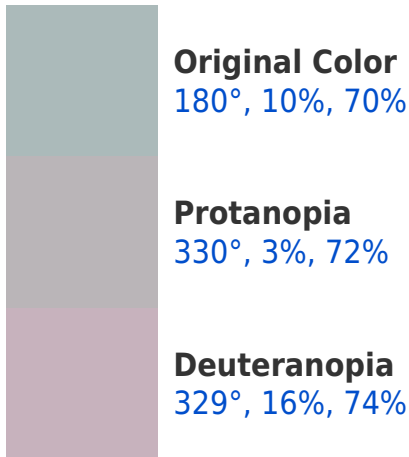 Original Color
180°, 10%, 70%
Protanopia
330°, 3%, 72%
Deuteranopia
329°, 16%, 74%